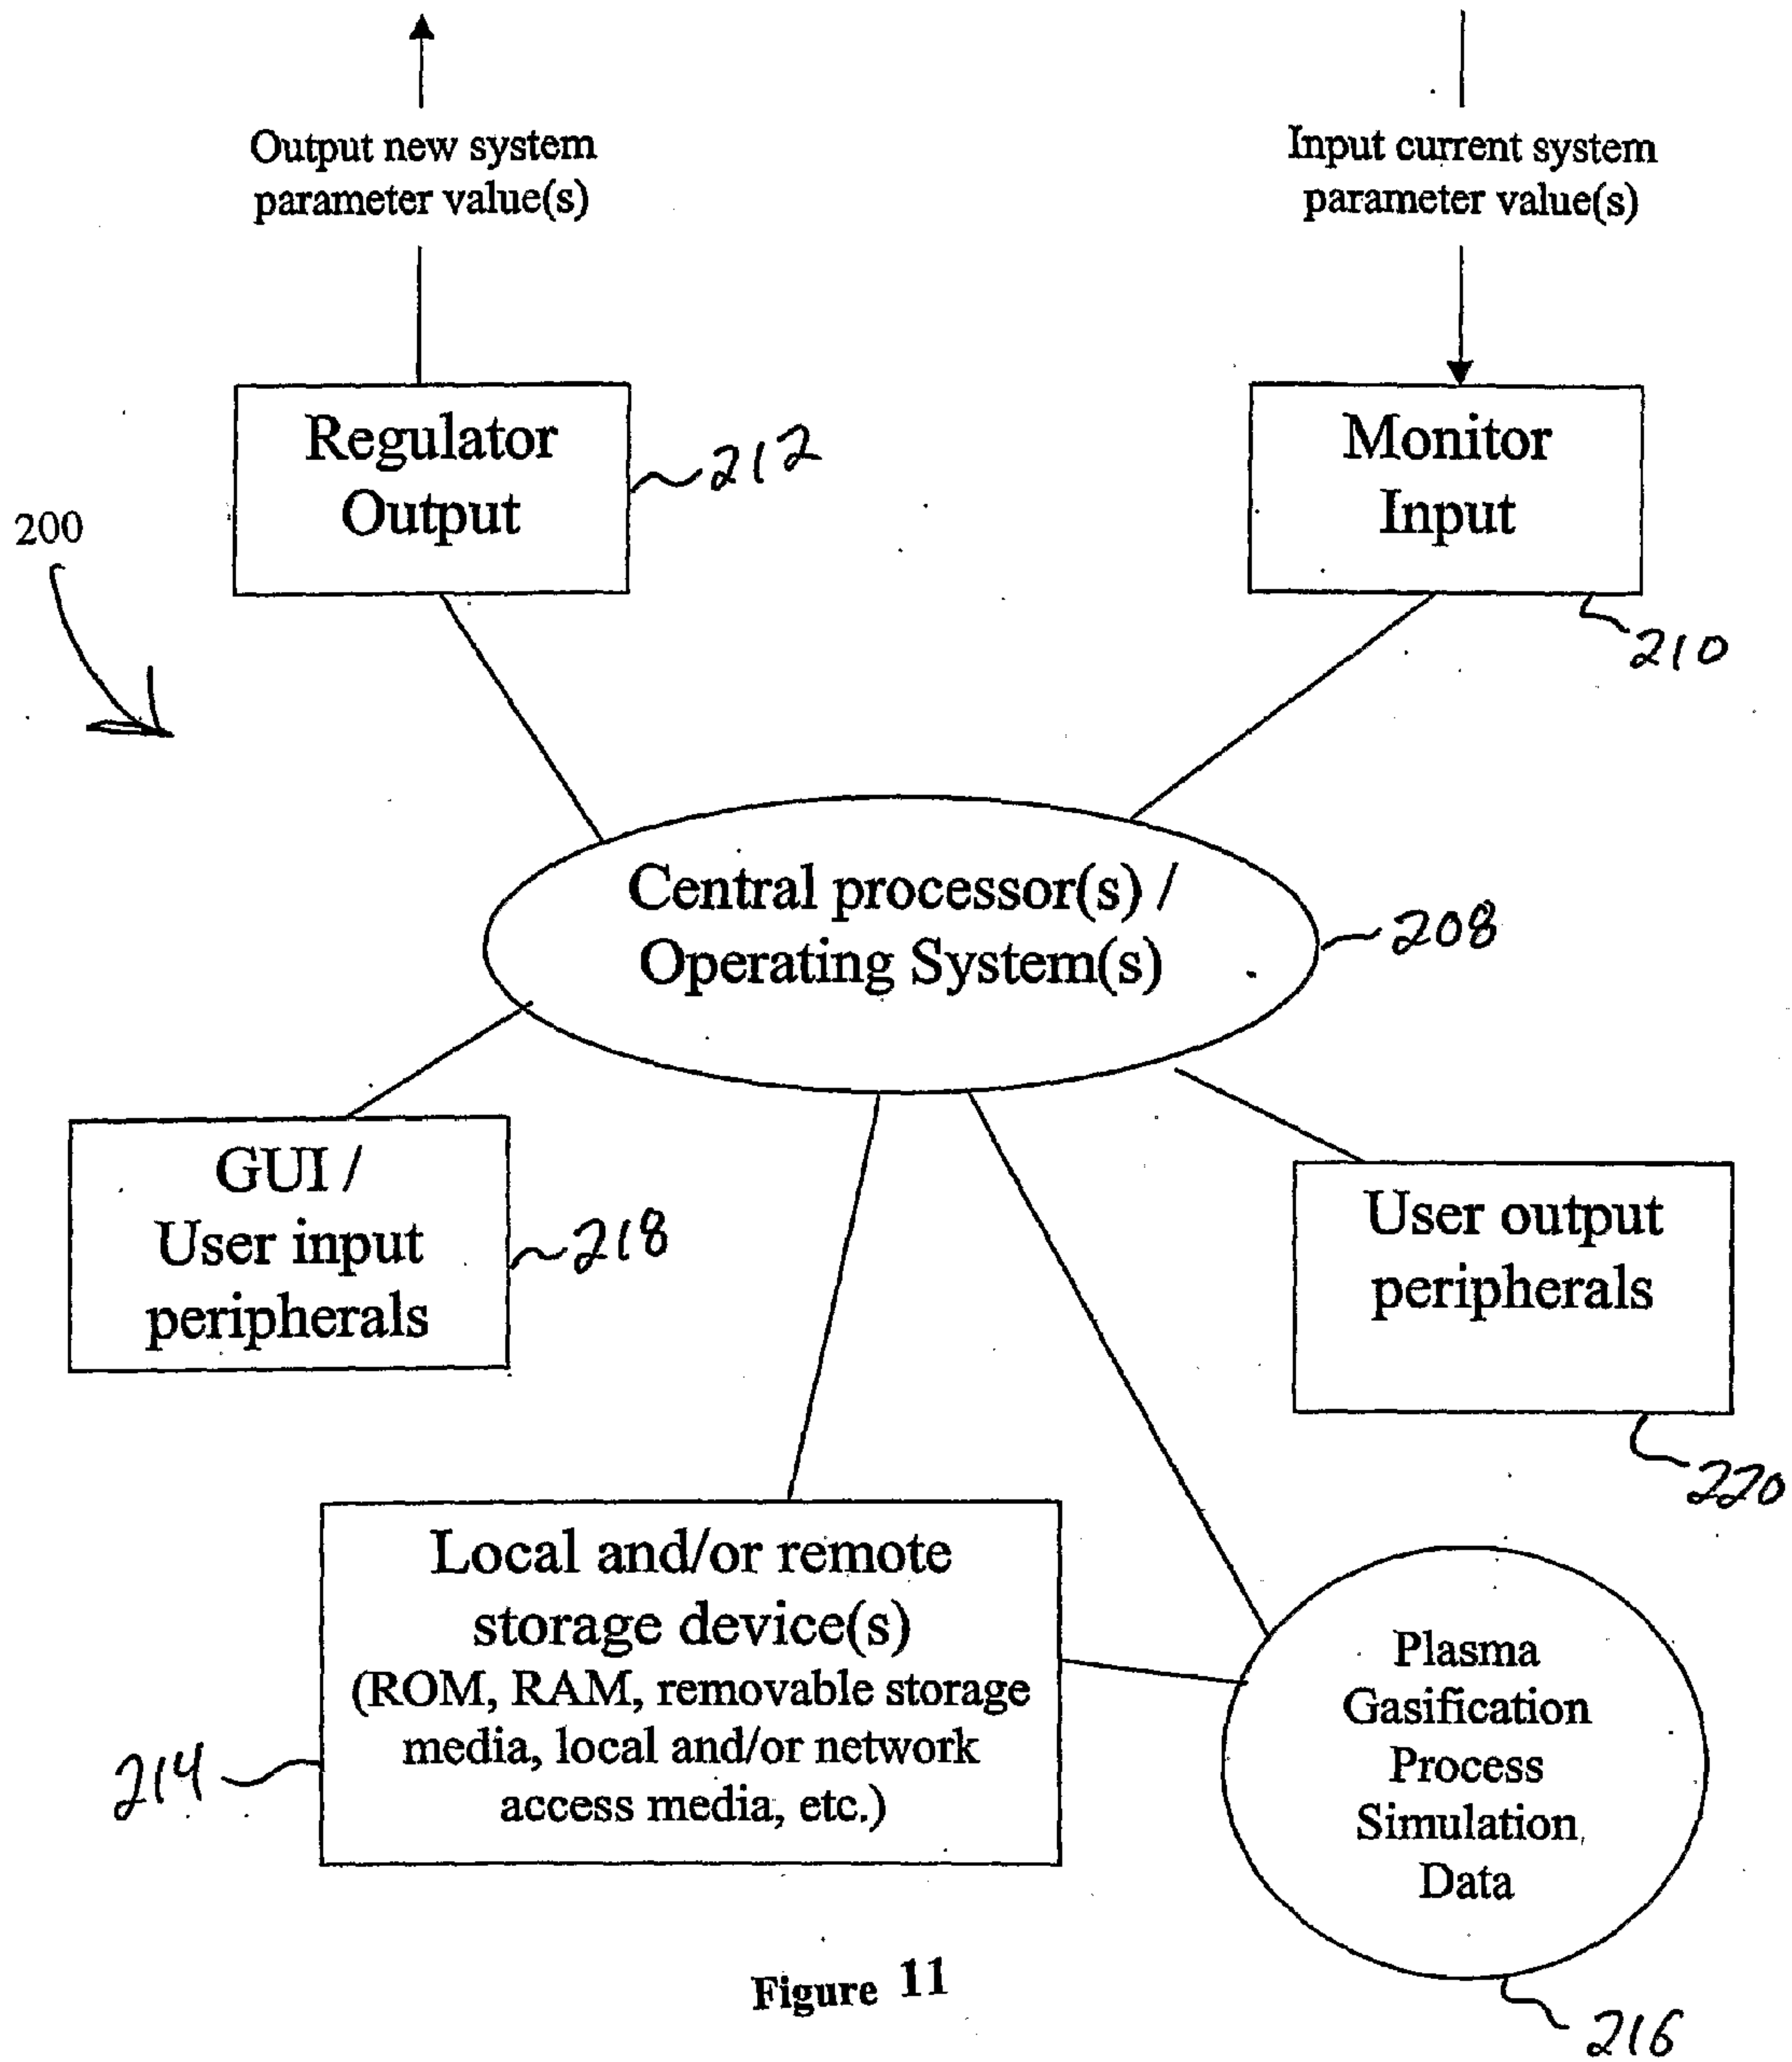 Output new system
parameter value(s)
Input current system
parameter value(s)
Regulator
Output
212
Monitor
Input
200
210
Central processor(s) /
Operating System(s)
208
GUI /
User input
peripherals
218
User output
peripherals
220
Local and/or remote
storage device(s)
(ROM, RAM, removable storage
media, local and/or network
access media, etc.)
214
Plasma
Gasification
Process
Simulation
Data
216
Figure 11